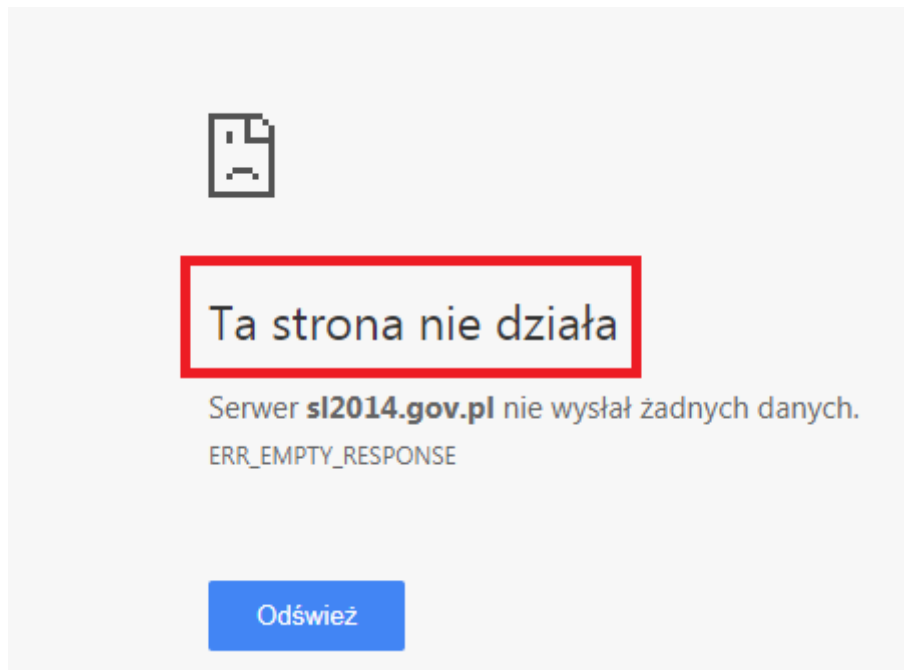 Ta strona nie działa
Serwer sl2014.gov.pl nie wysłał żadnych danych.
ERR_EMPTY_RESPONSE
Odśwież